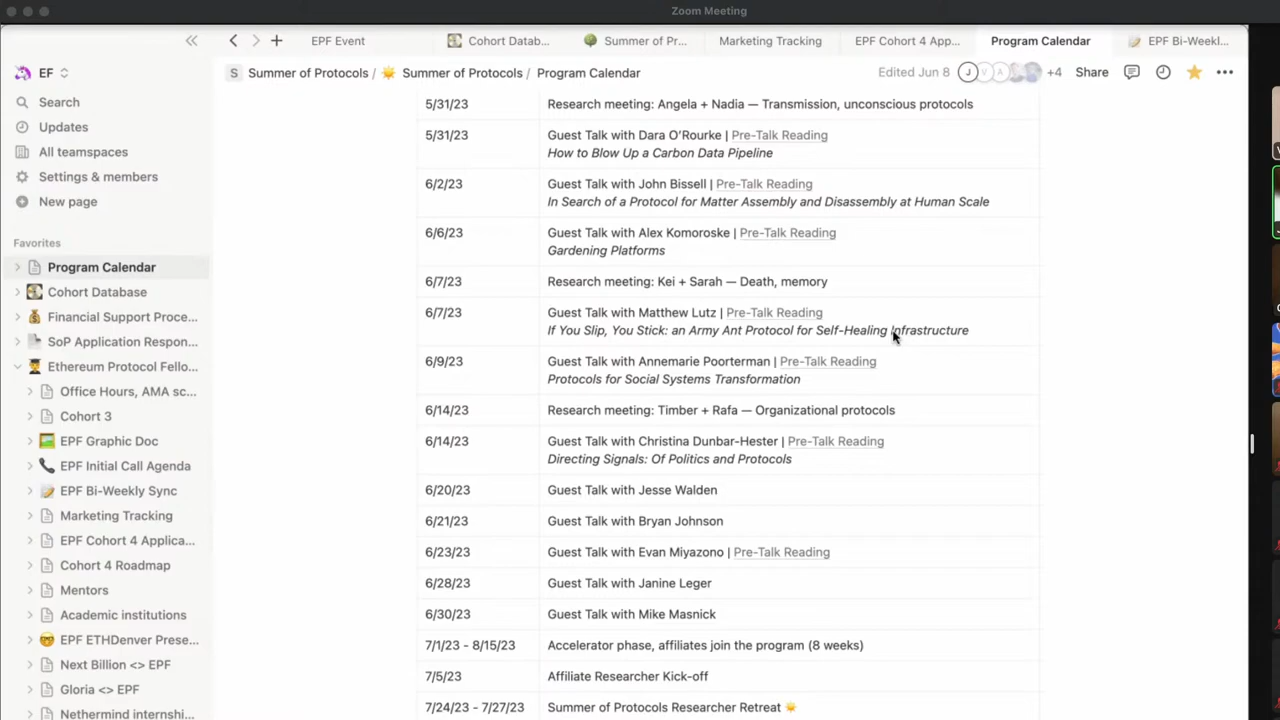 Zoom Meeting
EPF Event
Cohort Datab...
Summer of Pr...
Marketing Tracking
EPF Cohort 4 App...
Program Calendar
EPF Bi-Weekl...
EF
S Summer of Protocols / Summer of Protocols / Program Calendar
Edited Jun 8
J V A +4 Share
Search
Updates
All teamspaces
Settings & members
New page
Favorites
Program Calendar
Cohort Database
Financial Support Proce...
SoP Application Respon...
Ethereum Protocol Fello...
Office Hours, AMA sc...
Cohort 3
EPF Graphic Doc
EPF Initial Call Agenda
EPF Bi-Weekly Sync
Marketing Tracking
EPF Cohort 4 Applica...
Cohort 4 Roadmap
Mentors
Academic institutions
EPF ETHDenver Prese...
Next Billion <> EPF
Gloria <> EPF
Nethermind internshi...
5/31/23 Research meeting: Angela + Nadia — Transmission, unconscious protocols
5/31/23 Guest Talk with Dara O'Rourke | Pre-Talk Reading
How to Blow Up a Carbon Data Pipeline
6/2/23 Guest Talk with John Bissell | Pre-Talk Reading
In Search of a Protocol for Matter Assembly and Disassembly at Human Scale
6/6/23 Guest Talk with Alex Komoroske | Pre-Talk Reading
Gardening Platforms
6/7/23 Research meeting: Kei + Sarah — Death, memory
6/7/23 Guest Talk with Matthew Lutz | Pre-Talk Reading
If You Slip, You Stick: an Army Ant Protocol for Self-Healing Infrastructure
6/9/23 Guest Talk with Annemarie Poorterman | Pre-Talk Reading
Protocols for Social Systems Transformation
6/14/23 Research meeting: Timber + Rafa — Organizational protocols
6/14/23 Guest Talk with Christina Dunbar-Hester | Pre-Talk Reading
Directing Signals: Of Politics and Protocols
6/20/23 Guest Talk with Jesse Walden
6/21/23 Guest Talk with Bryan Johnson
6/23/23 Guest Talk with Evan Miyazono | Pre-Talk Reading
6/28/23 Guest Talk with Janine Leger
6/30/23 Guest Talk with Mike Masnick
7/1/23 - 8/15/23 Accelerator phase, affiliates join the program (8 weeks)
7/5/23 Affiliate Researcher Kick-off
7/24/23 - 7/27/23 Summer of Protocols Researcher Retreat